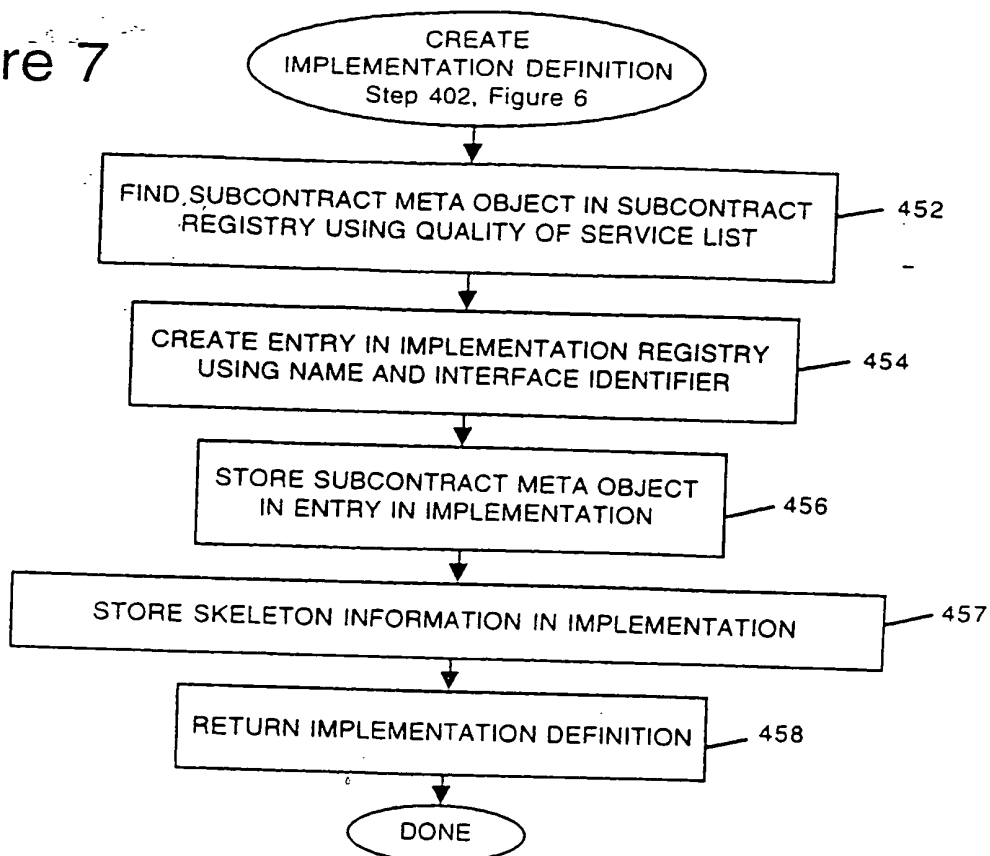 re 7
CREATE
IMPLEMENTATION DEFINITION
Step 402, Figure 6
FIND SUBCONTRACT META OBJECT IN SUBCONTRACT
REGISTRY USING QUALITY OF SERVICE LIST
452
CREATE ENTRY IN IMPLEMENTATION REGISTRY
USING NAME AND INTERFACE IDENTIFIER
454
STORE SUBCONTRACT META OBJECT
IN ENTRY IN IMPLEMENTATION
456
STORE SKELETON INFORMATION IN IMPLEMENTATION
457
RETURN IMPLEMENTATION DEFINITION
458
DONE